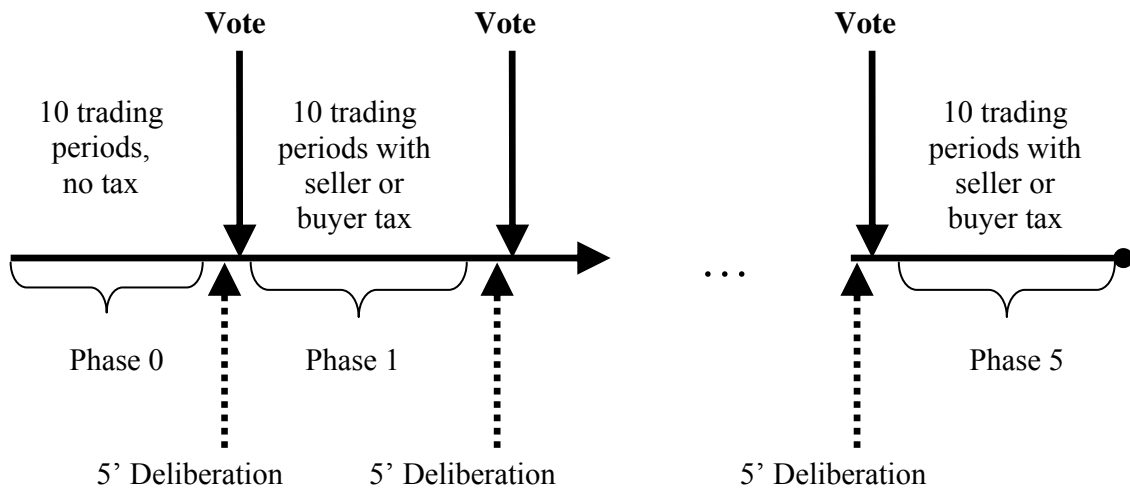 Vote
Vote
Vote
10 trading
periods,
no tax
10 trading
periods with
seller or
buyer tax
10 trading
periods with
seller or
buyer tax
...
Phase 0
Phase 1
Phase 5
5’ Deliberation
5’ Deliberation
5’ Deliberation